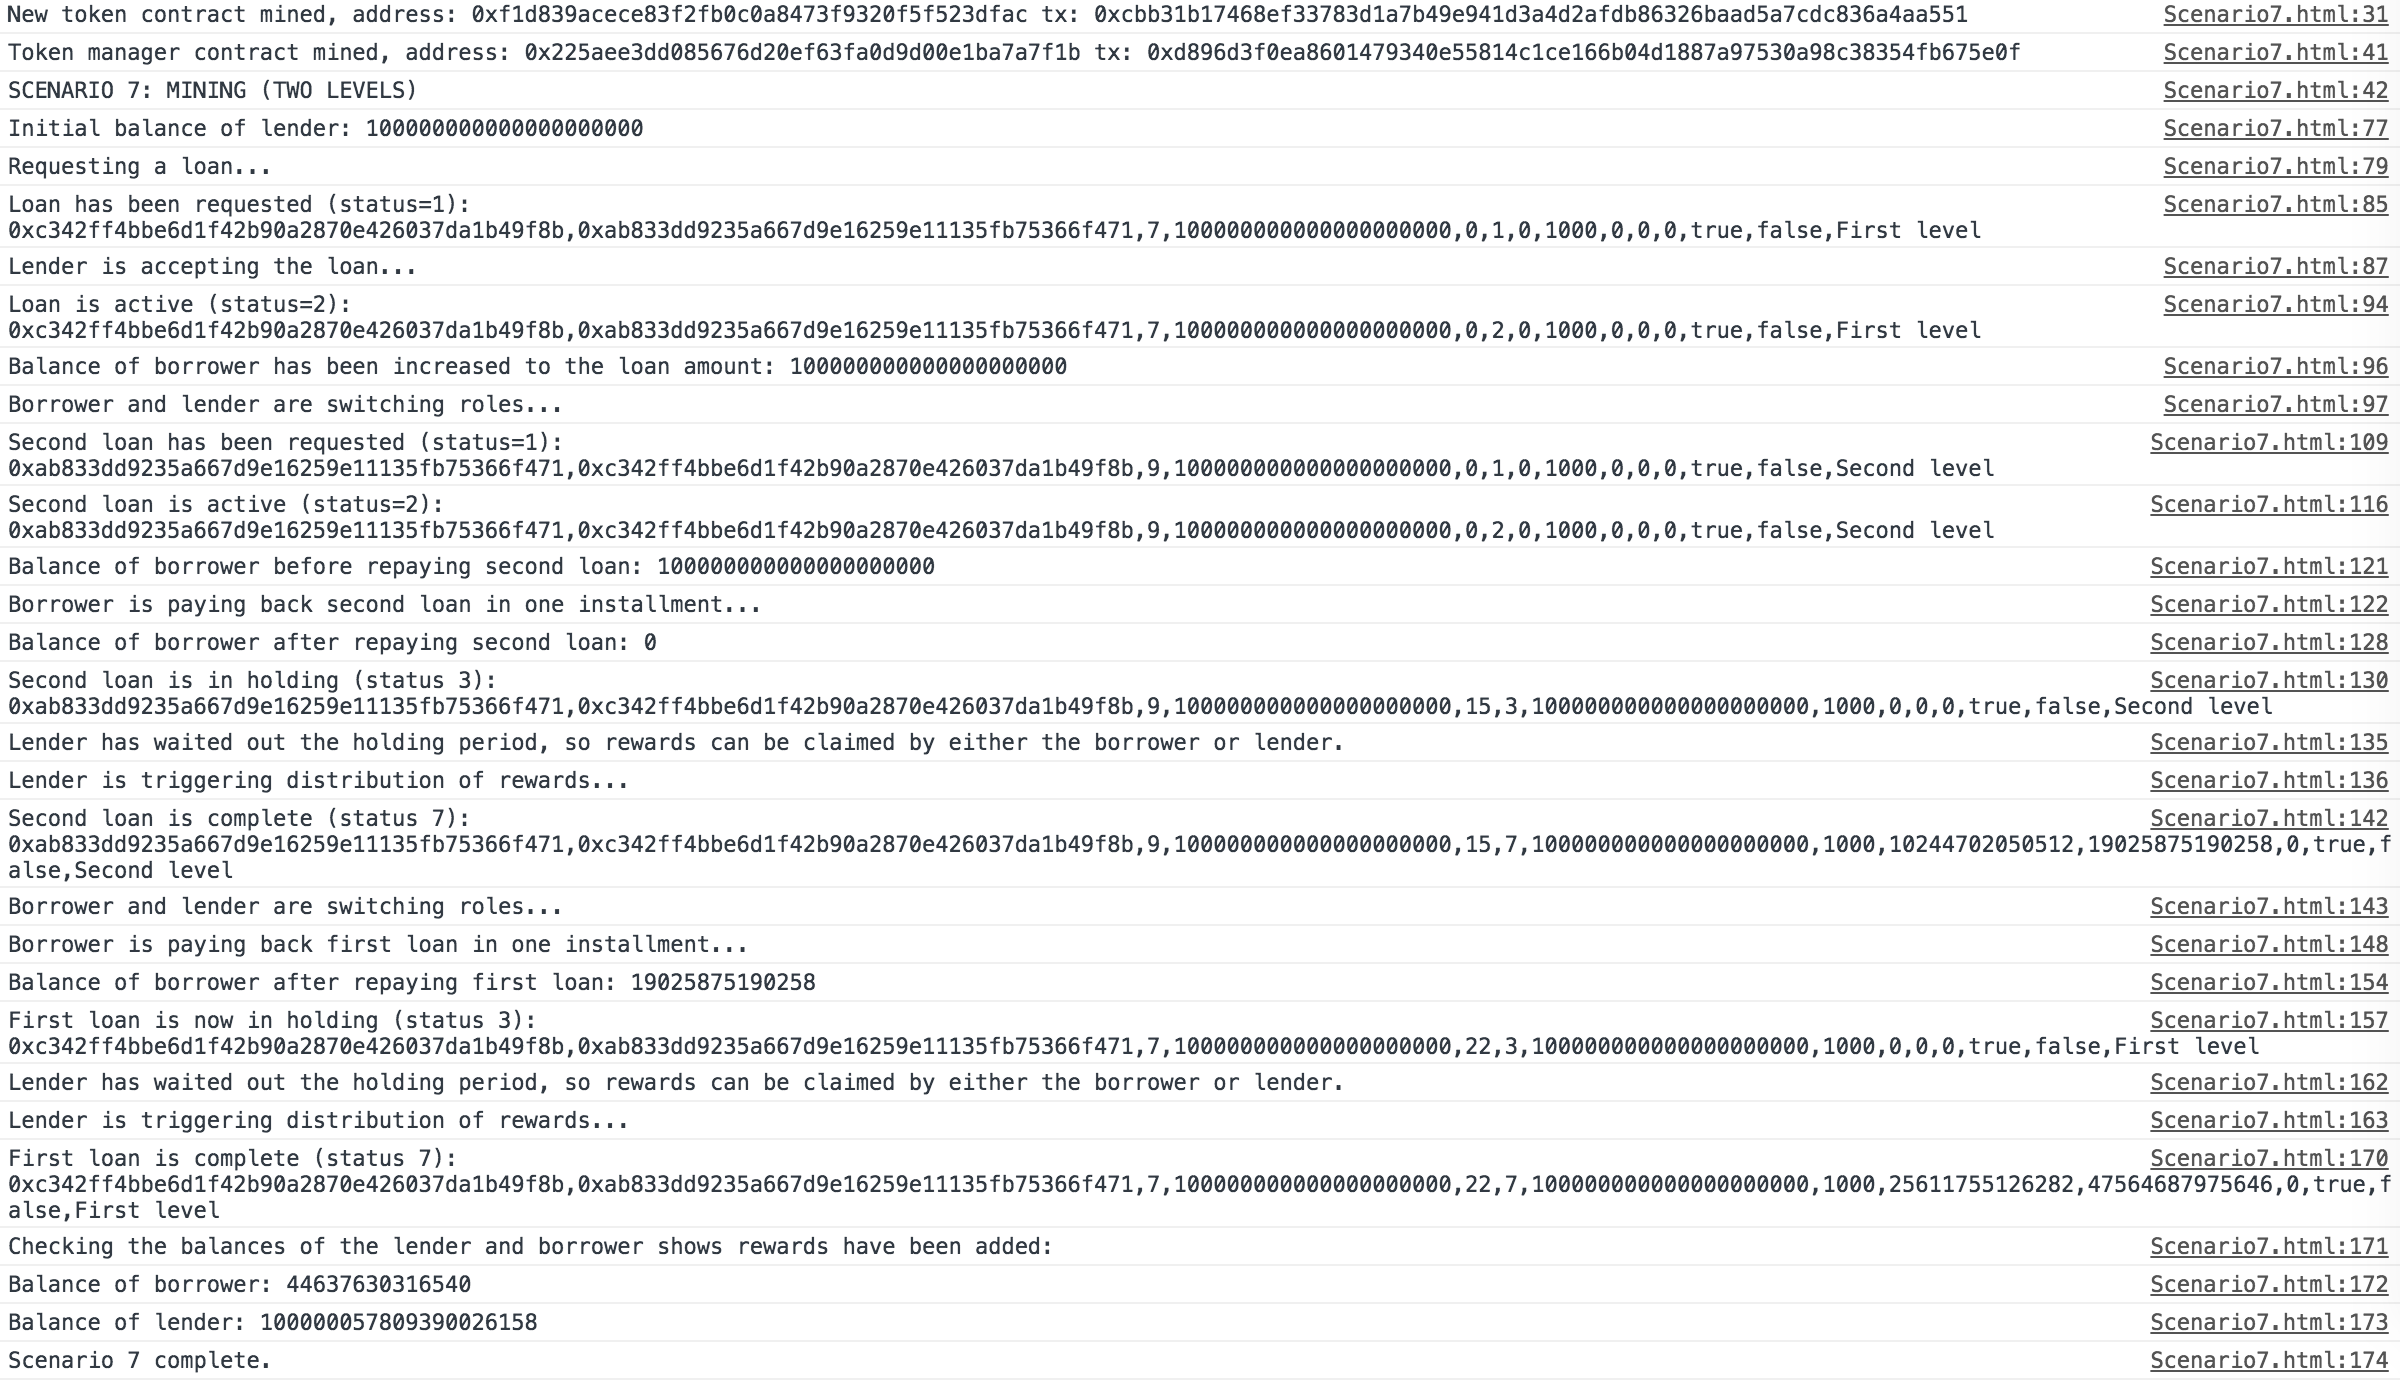 New token contract mined, address: 0xf1d839acece83f2fb0c0a8473f9320f5f523dfac tx: 0xcbb31b17468ef33783d1a7b49e941d3a4d2afdb86326baad5a7cdc836a4aa551 Scenario7.html:31
Token manager contract mined, address: 0x225aee3dd085676d20ef63fa0d9d00e1ba7a7f1b tx: 0xd896d3f0ea8601479340e55814c1ce166b04d1887a97530a98c38354fb675e0f Scenario7.html:41
SCENARIO 7: MINING (TWO LEVELS) Scenario7.html:42
Initial balance of lender: 100000000000000000000 Scenario7.html:77
Requesting a loan... Scenario7.html:79
Loan has been requested (status=1): Scenario7.html:85
0xc342ff4bbe6d1f42b90a2870e426037da1b49f8b,0xab833dd9235a667d9e16259e11135fb75366f471,7,100000000000000000000,0,1,0,1000,0,0,0,true,false,First level
Lender is accepting the loan... Scenario7.html:87
Loan is active (status=2): Scenario7.html:94
0xc342ff4bbe6d1f42b90a2870e426037da1b49f8b,0xab833dd9235a667d9e16259e11135fb75366f471,7,100000000000000000000,0,2,0,1000,0,0,0,true,false,First level
Balance of borrower has been increased to the loan amount: 100000000000000000000 Scenario7.html:96
Borrower and lender are switching roles... Scenario7.html:97
Second loan has been requested (status=1): Scenario7.html:109
0xab833dd9235a667d9e16259e11135fb75366f471,0xc342ff4bbe6d1f42b90a2870e426037da1b49f8b,9,100000000000000000000,0,1,0,1000,0,0,0,true,false,Second level
Second loan is active (status=2): Scenario7.html:116
0xab833dd9235a667d9e16259e11135fb75366f471,0xc342ff4bbe6d1f42b90a2870e426037da1b49f8b,9,100000000000000000000,0,2,0,1000,0,0,0,true,false,Second level
Balance of borrower before repaying second loan: 100000000000000000000 Scenario7.html:121
Borrower is paying back second loan in one installment... Scenario7.html:122
Balance of borrower after repaying second loan: 0 Scenario7.html:128
Second loan is in holding (status 3): Scenario7.html:130
0xab833dd9235a667d9e16259e11135fb75366f471,0xc342ff4bbe6d1f42b90a2870e426037da1b49f8b,9,100000000000000000000,15,3,100000000000000000000,1000,0,0,0,true,false,Second level
Lender has waited out the holding period, so rewards can be claimed by either the borrower or lender. Scenario7.html:135
Lender is triggering distribution of rewards... Scenario7.html:136
Second loan is complete (status 7): Scenario7.html:142
0xab833dd9235a667d9e16259e11135fb75366f471,0xc342ff4bbe6d1f42b90a2870e426037da1b49f8b,9,100000000000000000000,15,7,100000000000000000000,1000,10244702050512,19025875190258,0,true,f
alse,Second level
Borrower and lender are switching roles... Scenario7.html:143
Borrower is paying back first loan in one installment... Scenario7.html:148
Balance of borrower after repaying first loan: 19025875190258 Scenario7.html:154
First loan is now in holding (status 3): Scenario7.html:157
0xc342ff4bbe6d1f42b90a2870e426037da1b49f8b,0xab833dd9235a667d9e16259e11135fb75366f471,7,100000000000000000000,22,3,100000000000000000000,1000,0,0,0,true,false,First level
Lender has waited out the holding period, so rewards can be claimed by either the borrower or lender. Scenario7.html:162
Lender is triggering distribution of rewards... Scenario7.html:163
First loan is complete (status 7): Scenario7.html:170
0xc342ff4bbe6d1f42b90a2870e426037da1b49f8b,0xab833dd9235a667d9e16259e11135fb75366f471,7,100000000000000000000,22,7,100000000000000000000,1000,25611755126282,47564687975646,0,true,f
alse,First level
Checking the balances of the lender and borrower shows rewards have been added: Scenario7.html:171
Balance of borrower: 44637630316540 Scenario7.html:172
Balance of lender: 100000057809390026158 Scenario7.html:173
Scenario 7 complete. Scenario7.html:174